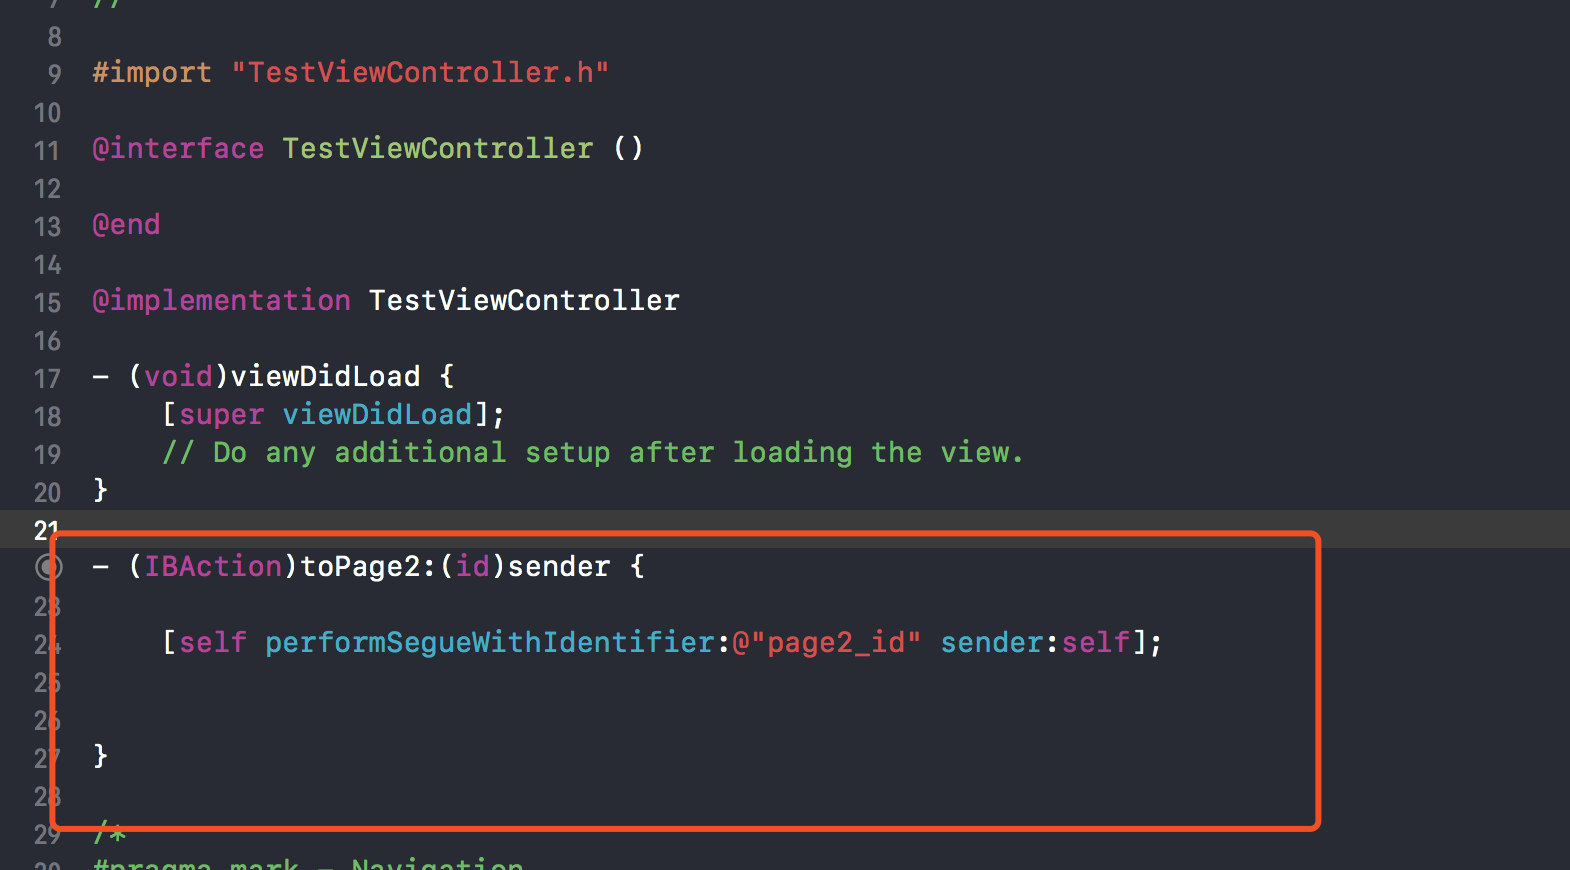 7 //
8
9 #import "TestViewController.h"
10
11 @interface TestViewController ()
12
13 @end
14
15 @implementation TestViewController
16
17 - (void)viewDidLoad {
18 [super viewDidLoad];
19 // Do any additional setup after loading the view.
20 }
21
- (IBAction)toPage2:(id)sender {
23
24 [self performSegueWithIdentifier:@"page2_id" sender:self];
25
26
27 }
28
29 /*
30 #pragma mark - Navigation